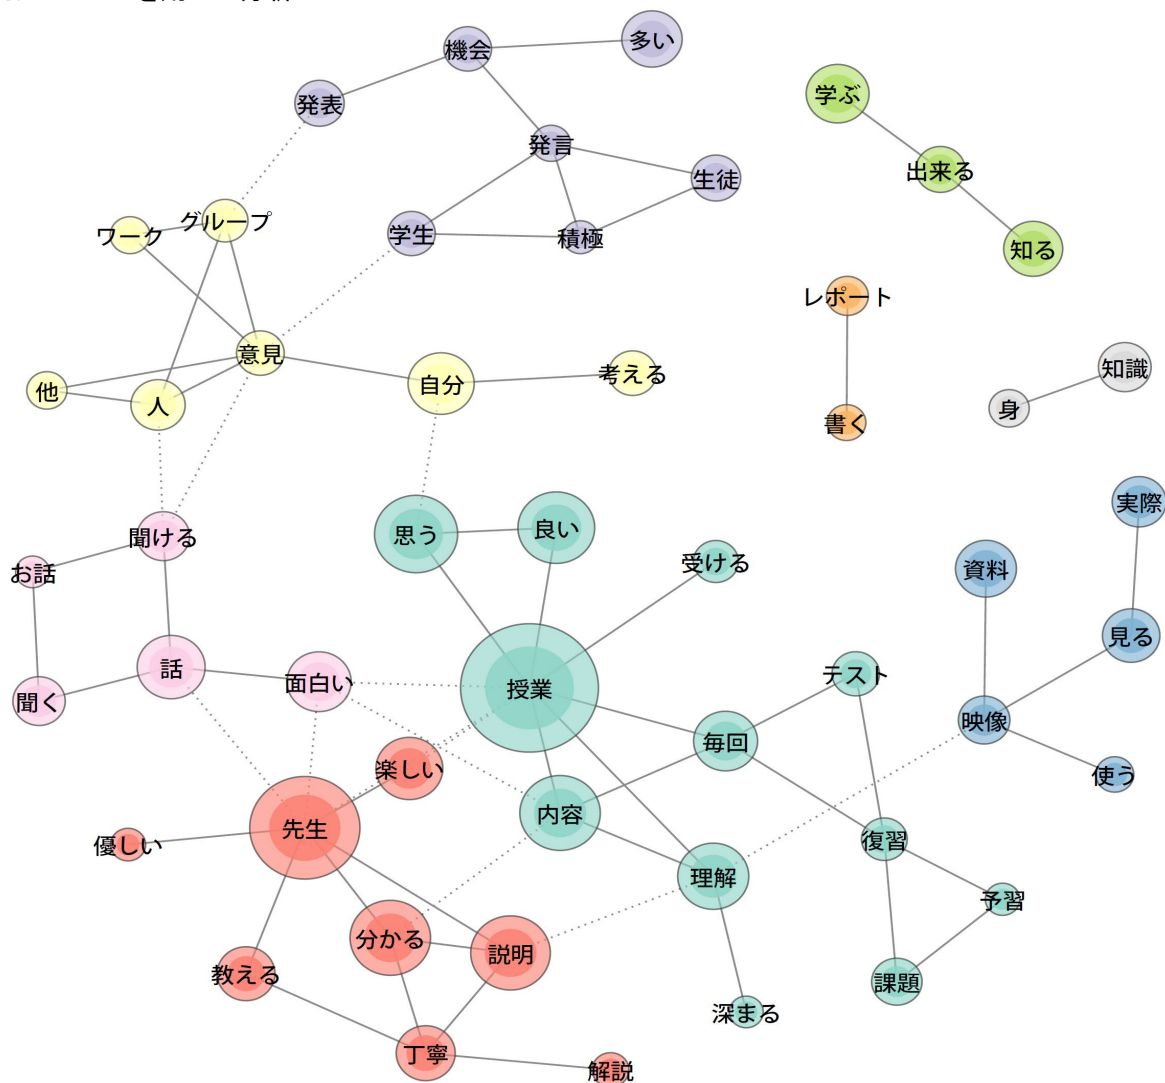 機会
多い
発表
学ぶ
発言
出来る
生徒
グループ
ワーク
学生
積極
知る
レポート
意見
知識
自分
考える
他
人
身
書く
実際
聞ける
思う
良い
受ける
資料
お話
見る
話
面白い
授業
テスト
聞く
映像
毎回
楽しい
使う
内容
先生
優しい
復習
理解
予習
分かる
説明
教える
課題
深まる
丁寧
解説